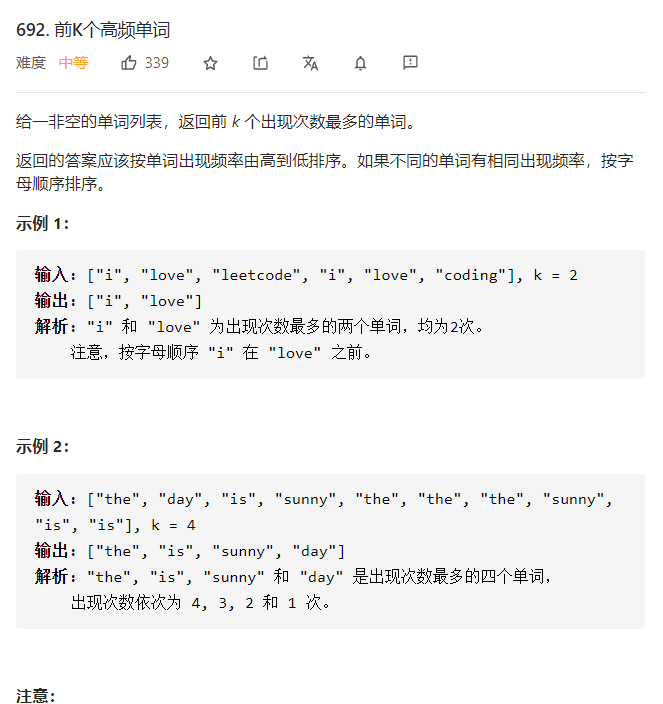 692. 前K个高频单词
难度 中等 339
给一非空的单词列表，返回前 k 个出现次数最多的单词。
返回的答案应该按单词出现频率由高到低排序。如果不同的单词有相同出现频率，按字
母顺序排序。
示例 1：
输入：["i", "love", "leetcode", "i", "love", "coding"], k = 2
输出：["i", "love"]
解析："i" 和 "love" 为出现次数最多的两个单词，均为2次。
注意，按字母顺序 "i" 在 "love" 之前。
示例 2：
输入：["the", "day", "is", "sunny", "the", "the", "the", "sunny",
"is", "is"], k = 4
输出：["the", "is", "sunny", "day"]
解析："the", "is", "sunny" 和 "day" 是出现次数最多的四个单词，
出现次数依次为 4, 3, 2 和 1 次。
注意：